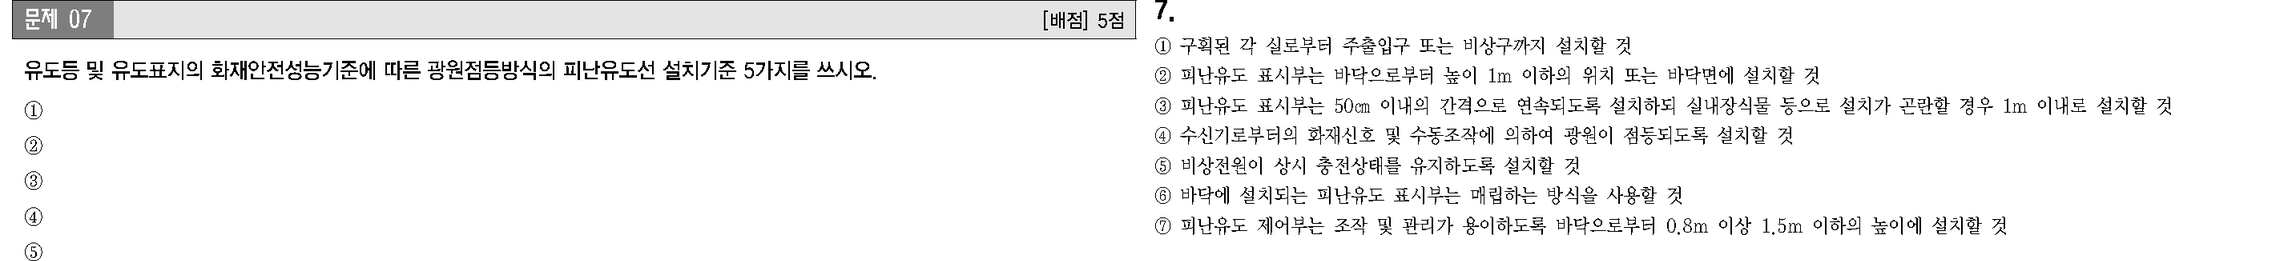 문제 07
[배점] 5점
유도등 및 유도표지의 화재안전성능기준에 따른 광원점등방식의 피난유도선 설치기준 5가지를 쓰시오.
①
②
③
④
⑤
7.
① 구획된 각 실로부터 주출입구 또는 비상구까지 설치할 것
② 피난유도 표시부는 바닥으로부터 높이 1m 이하의 위치 또는 바닥면에 설치할 것
③ 피난유도 표시부는 50㎝ 이내의 간격으로 연속되도록 설치하되 실내장식물 등으로 설치가 곤란할 경우 1m 이내로 설치할 것
④ 수신기로부터의 화재신호 및 수동조작에 의하여 광원이 점등되도록 설치할 것
⑤ 비상전원이 상시 충전상태를 유지하도록 설치할 것
⑥ 바닥에 설치되는 피난유도 표시부는 매립하는 방식을 사용할 것
⑦ 피난유도 제어부는 조작 및 관리가 용이하도록 바닥으로부터 0.8m 이상 1.5m 이하의 높이에 설치할 것